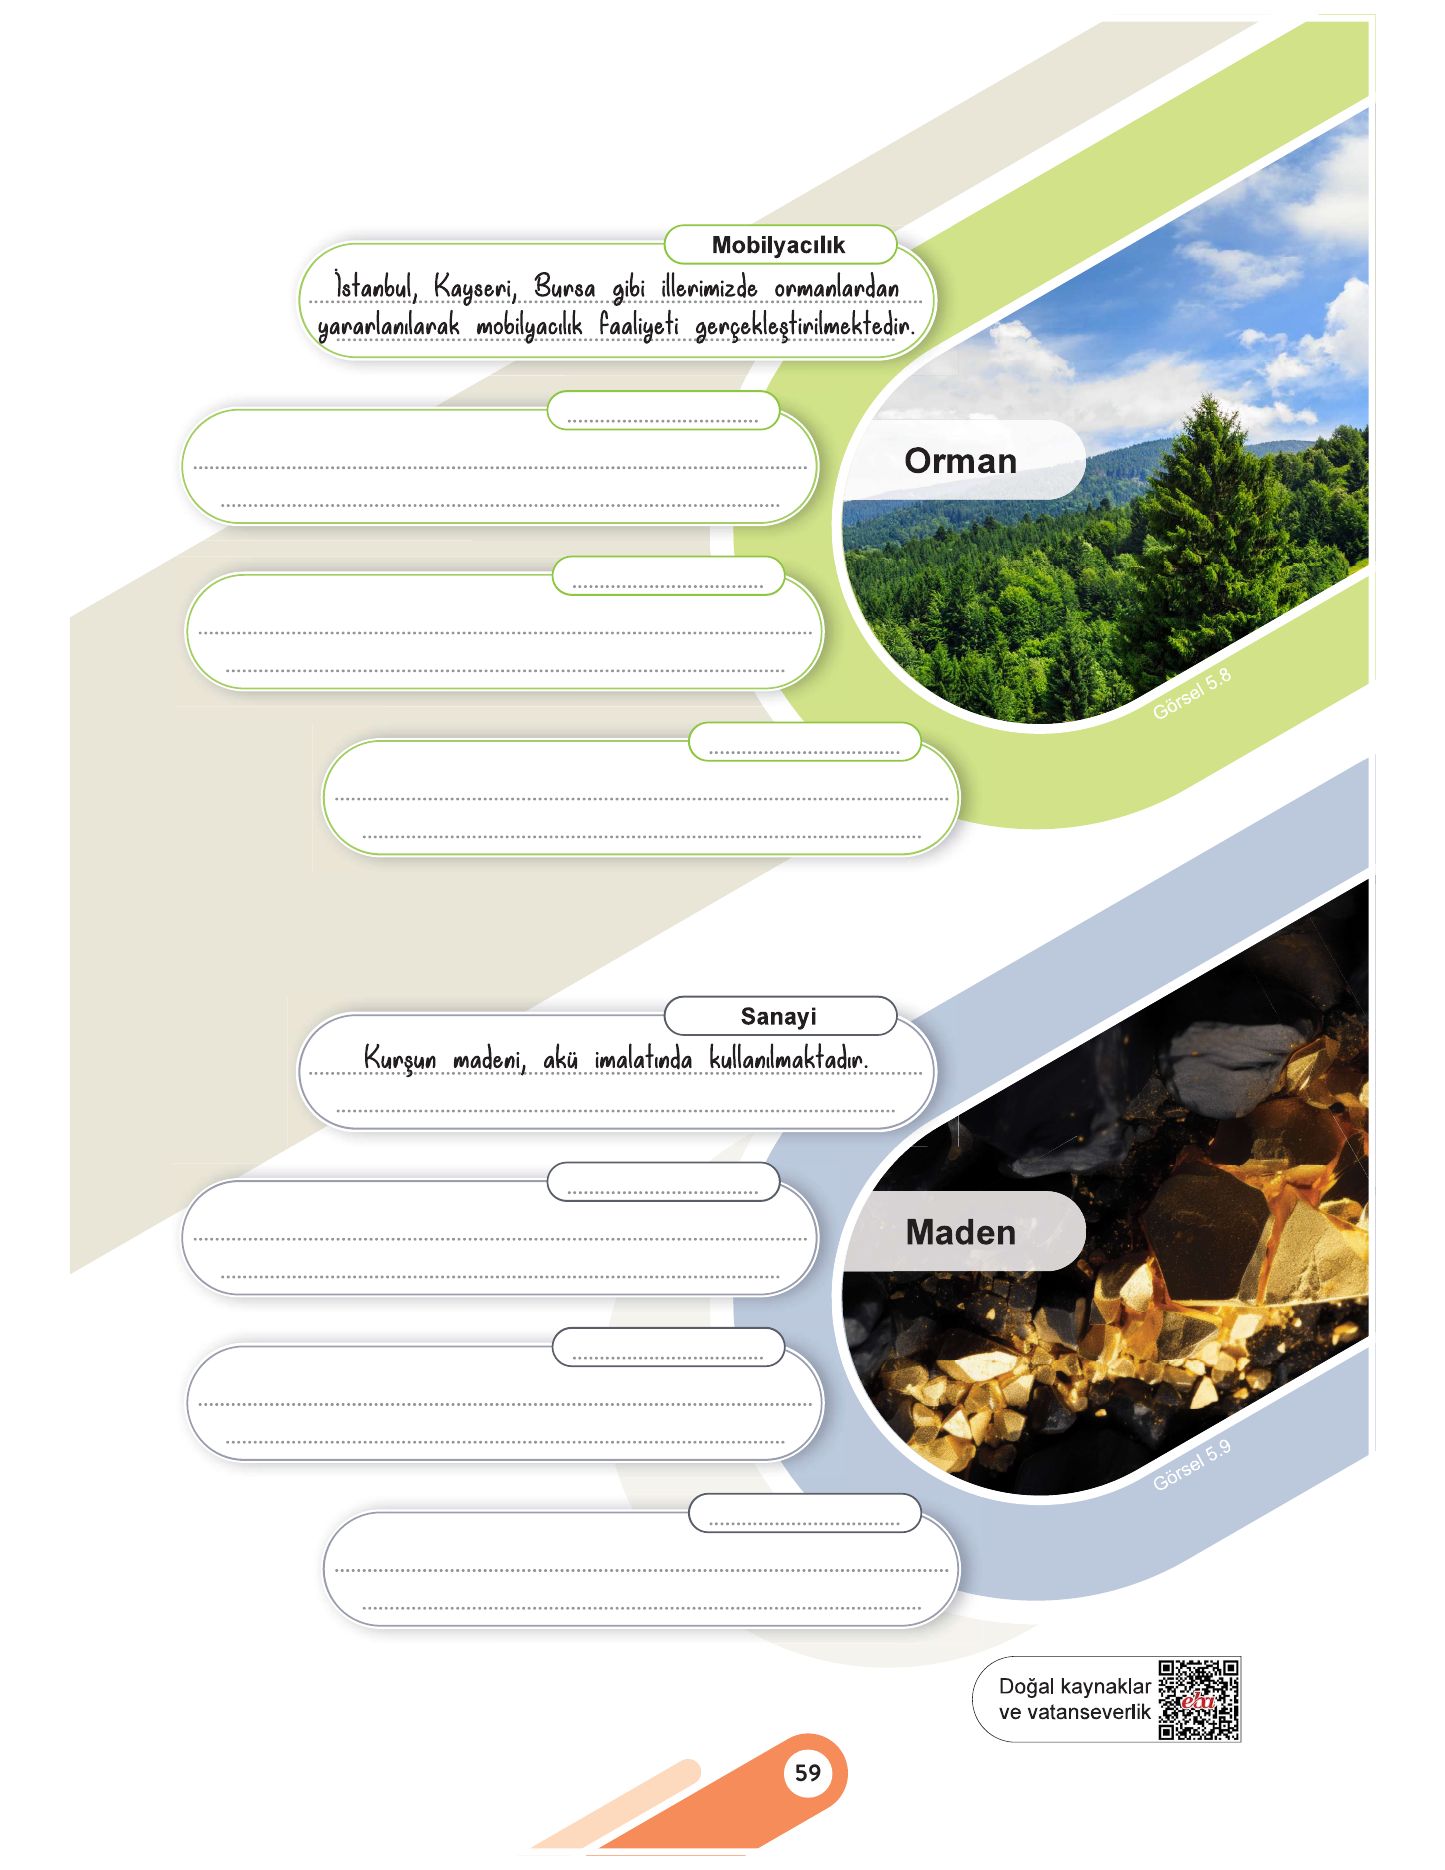 Mobilyacılık
İstanbul, Kayseri, Bursa gibi illerimizde ormanlardan
yararlanılarak mobilyacılık faaliyeti gerçekleştirilmektedir.
Orman
Görsel 5.8
Sanayi
Kurşun madeni, akü imalatında kullanılmaktadır.
Maden
Görsel 5.9
Doğal kaynaklar
ve vatanseverlik
eba
59